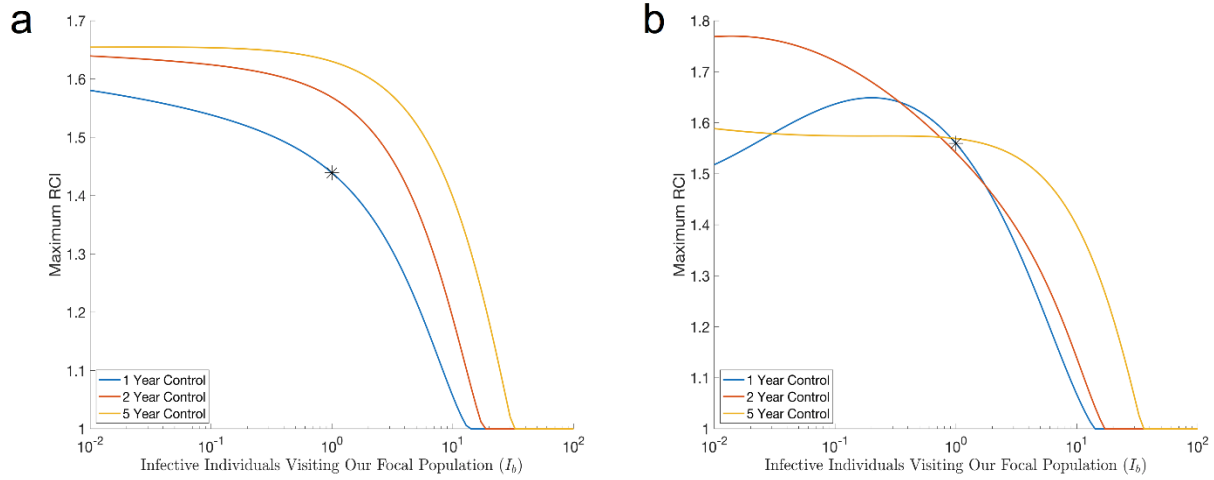 a
1.7
1.6
1.5
1.4
1.3
1.2
1.1
1
Maximum RCI
1 Year Control
2 Year Control
5 Year Control
10^-2
10^-1
10^0
10^1
10^2
Infective Individuals Visiting Our Focal Population (I_b)
b
1.8
1.7
1.6
1.5
1.4
1.3
1.2
1.1
1
Maximum RCI
1 Year Control
2 Year Control
5 Year Control
10^-2
10^-1
10^0
10^1
10^2
Infective Individuals Visiting Our Focal Population (I_b)